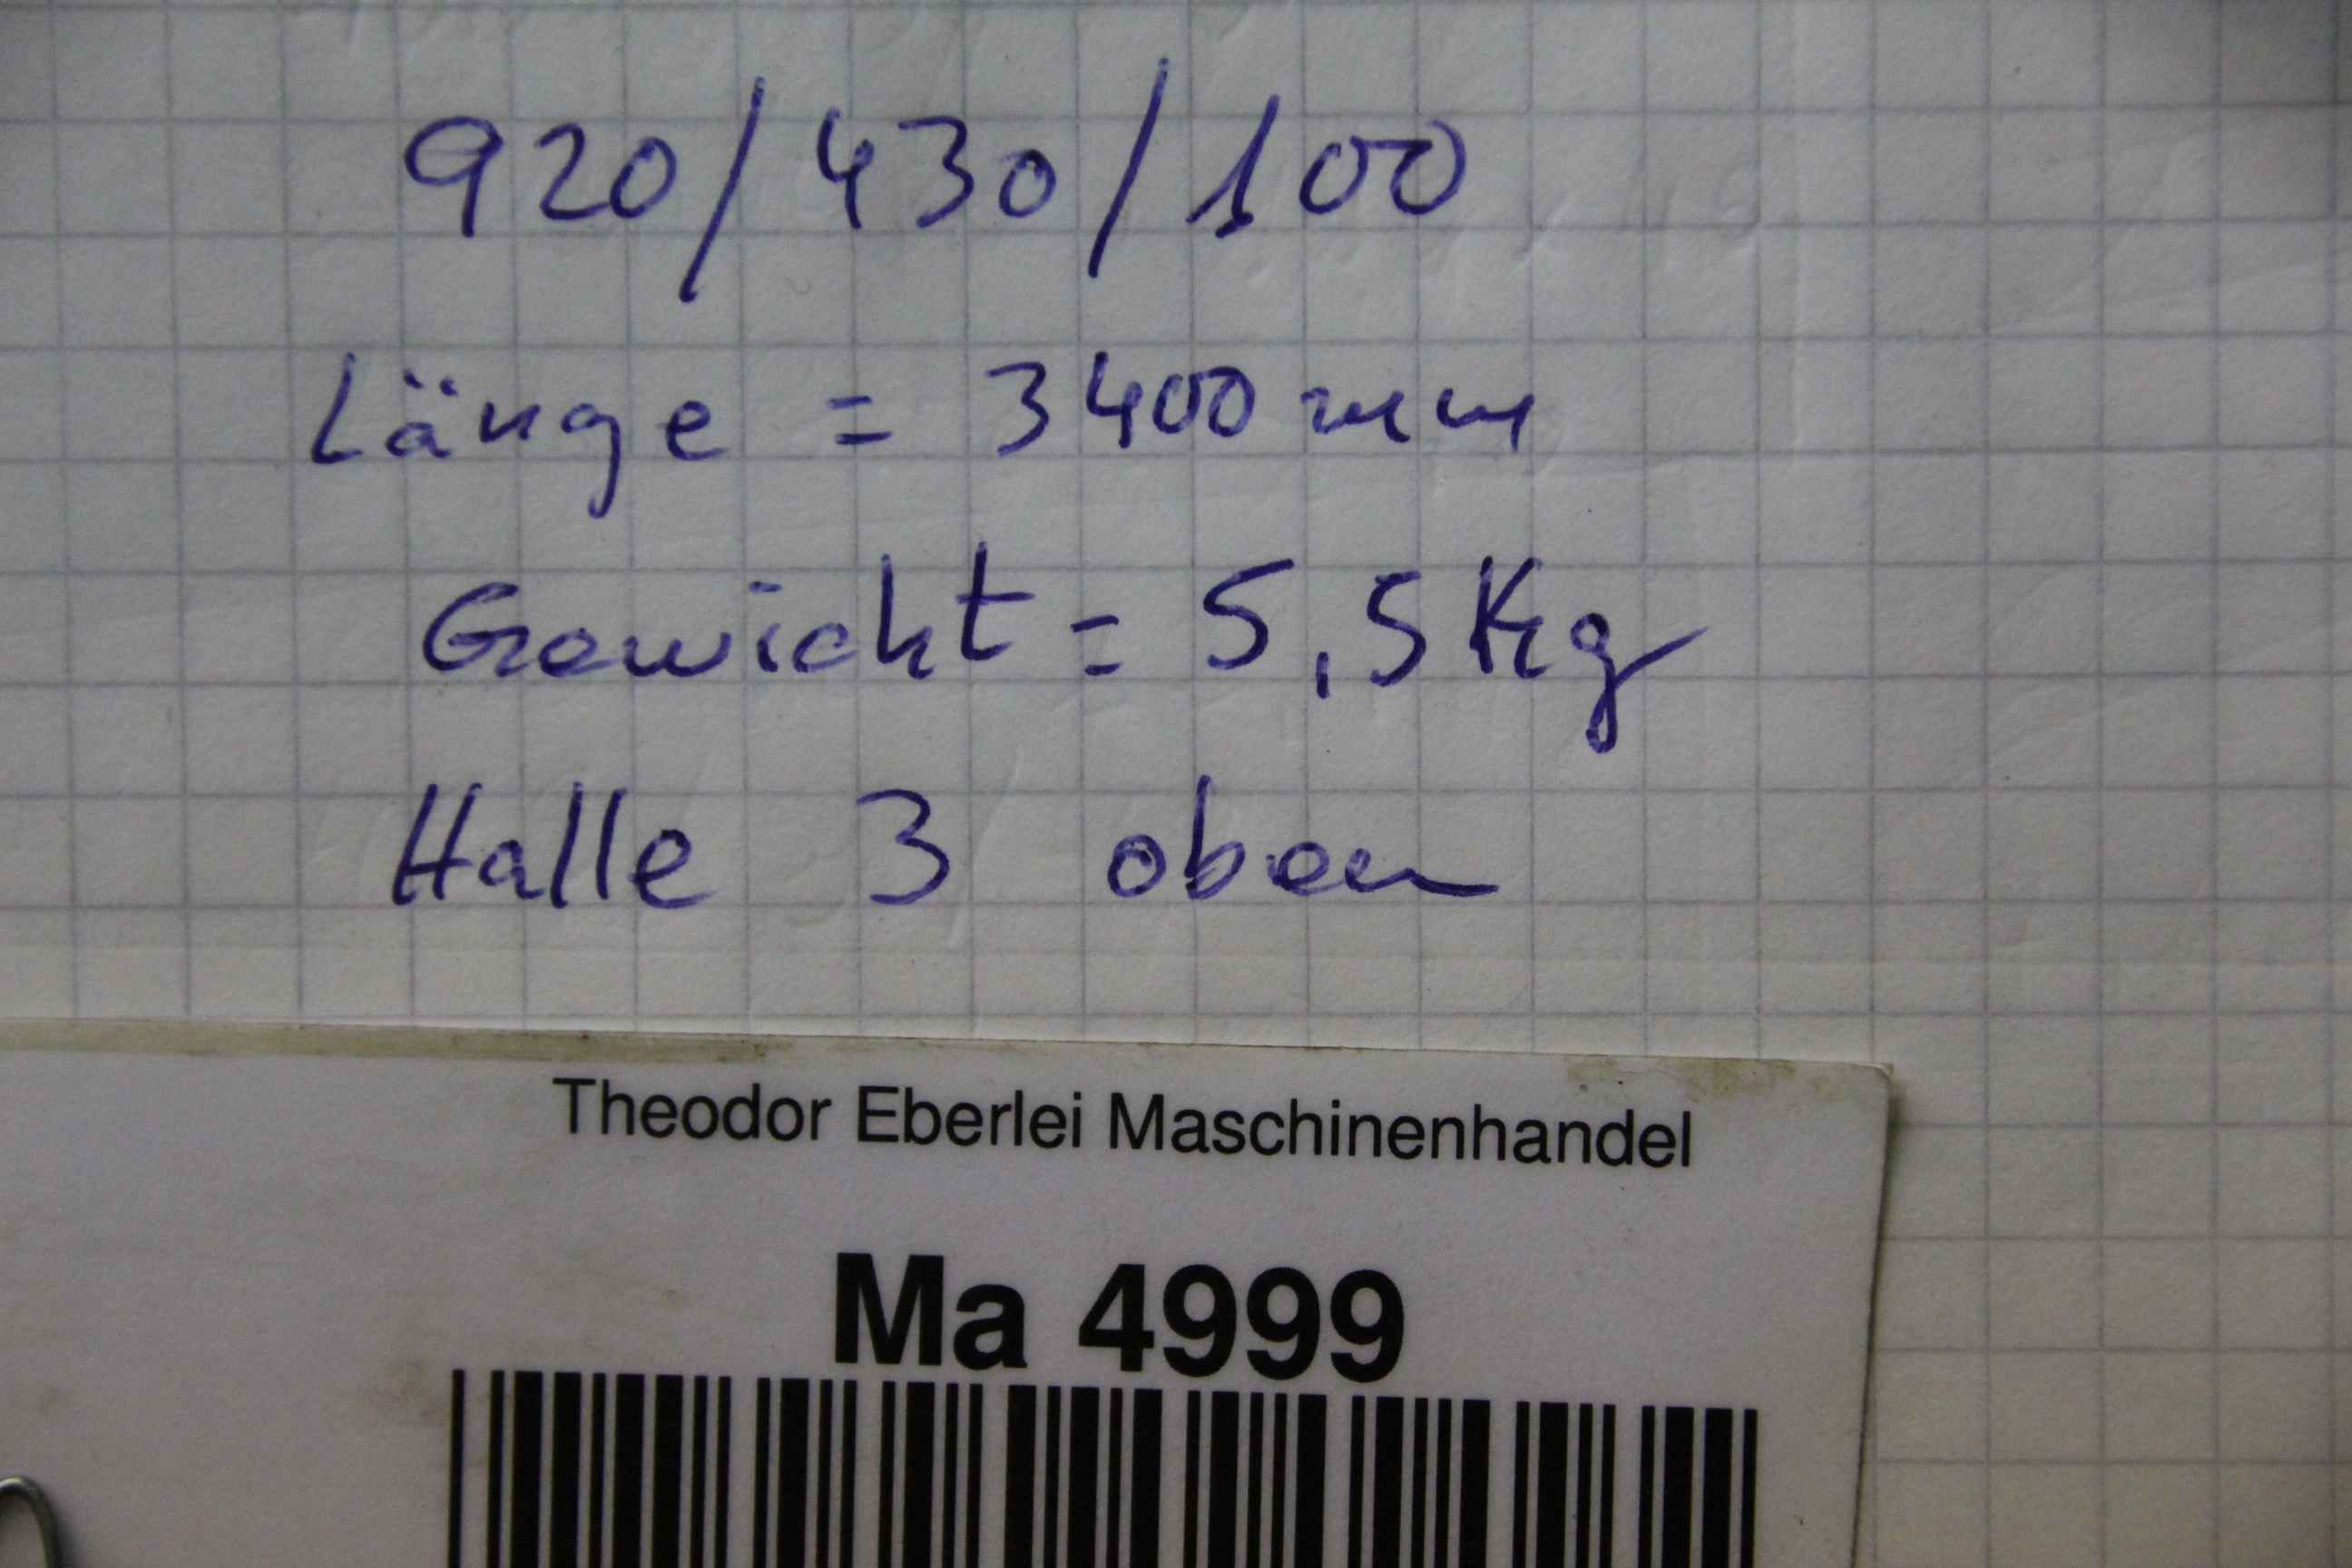 920/430/100
Länge = 3400 mm
Gewicht = 5,5 Kg
Halle 3 oben
Theodor Eberlei Maschinenhandel
Ma 4999